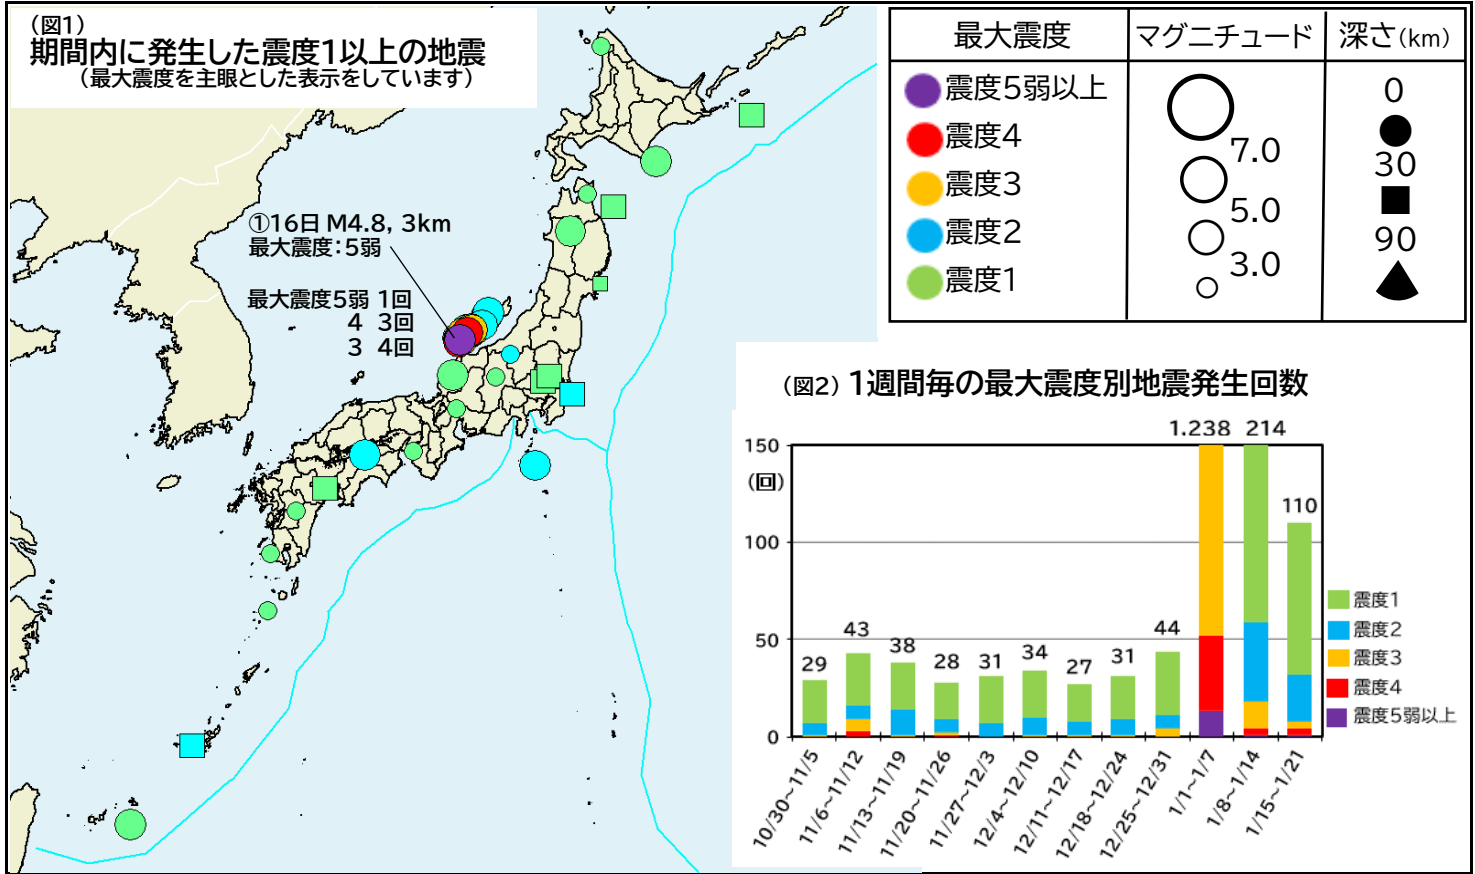 (図1)
期間内に発生した震度1以上の地震
(最大震度を主眼とした表示をしています)
①16日 M4.8, 3km
最大震度:5弱
最大震度5弱 1回
4 3回
3 4回
最大震度 マグニチュード 深さ(km)
震度5弱以上
震度4
震度3
震度2
震度1
7.0
5.0
3.0
0
30
90
(図2) 1週間毎の最大震度別地震発生回数
1.238 214
150
(回)
100
50
0
29
43
38
28
31
34
27
31
44
110
10/30~11/5
11/6~11/12
11/13~11/19
11/20~11/26
11/27~12/3
12/4~12/10
12/11~12/17
12/18~12/24
12/25~12/31
1/1~1/7
1/8~1/14
1/15~1/21
震度1
震度2
震度3
震度4
震度5弱以上